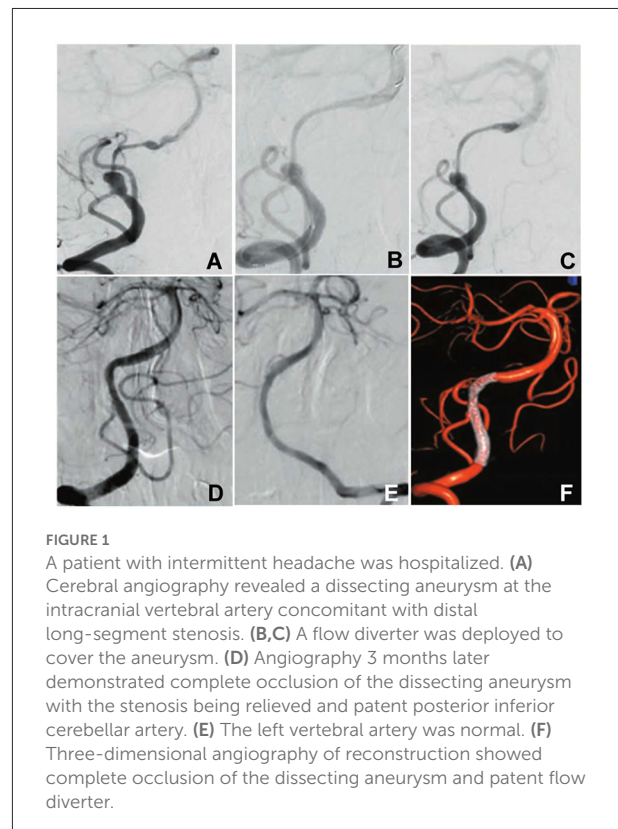 A
B
C
D
E
F
FIGURE 1
A patient with intermittent headache was hospitalized. (A)
Cerebral angiography revealed a dissecting aneurysm at the
intracranial vertebral artery concomitant with distal
long-segment stenosis. (B,C) A flow diverter was deployed to
cover the aneurysm. (D) Angiography 3 months later
demonstrated complete occlusion of the dissecting aneurysm
with the stenosis being relieved and patent posterior inferior
cerebellar artery. (E) The left vertebral artery was normal. (F)
Three-dimensional angiography of reconstruction showed
complete occlusion of the dissecting aneurysm and patent flow
diverter.